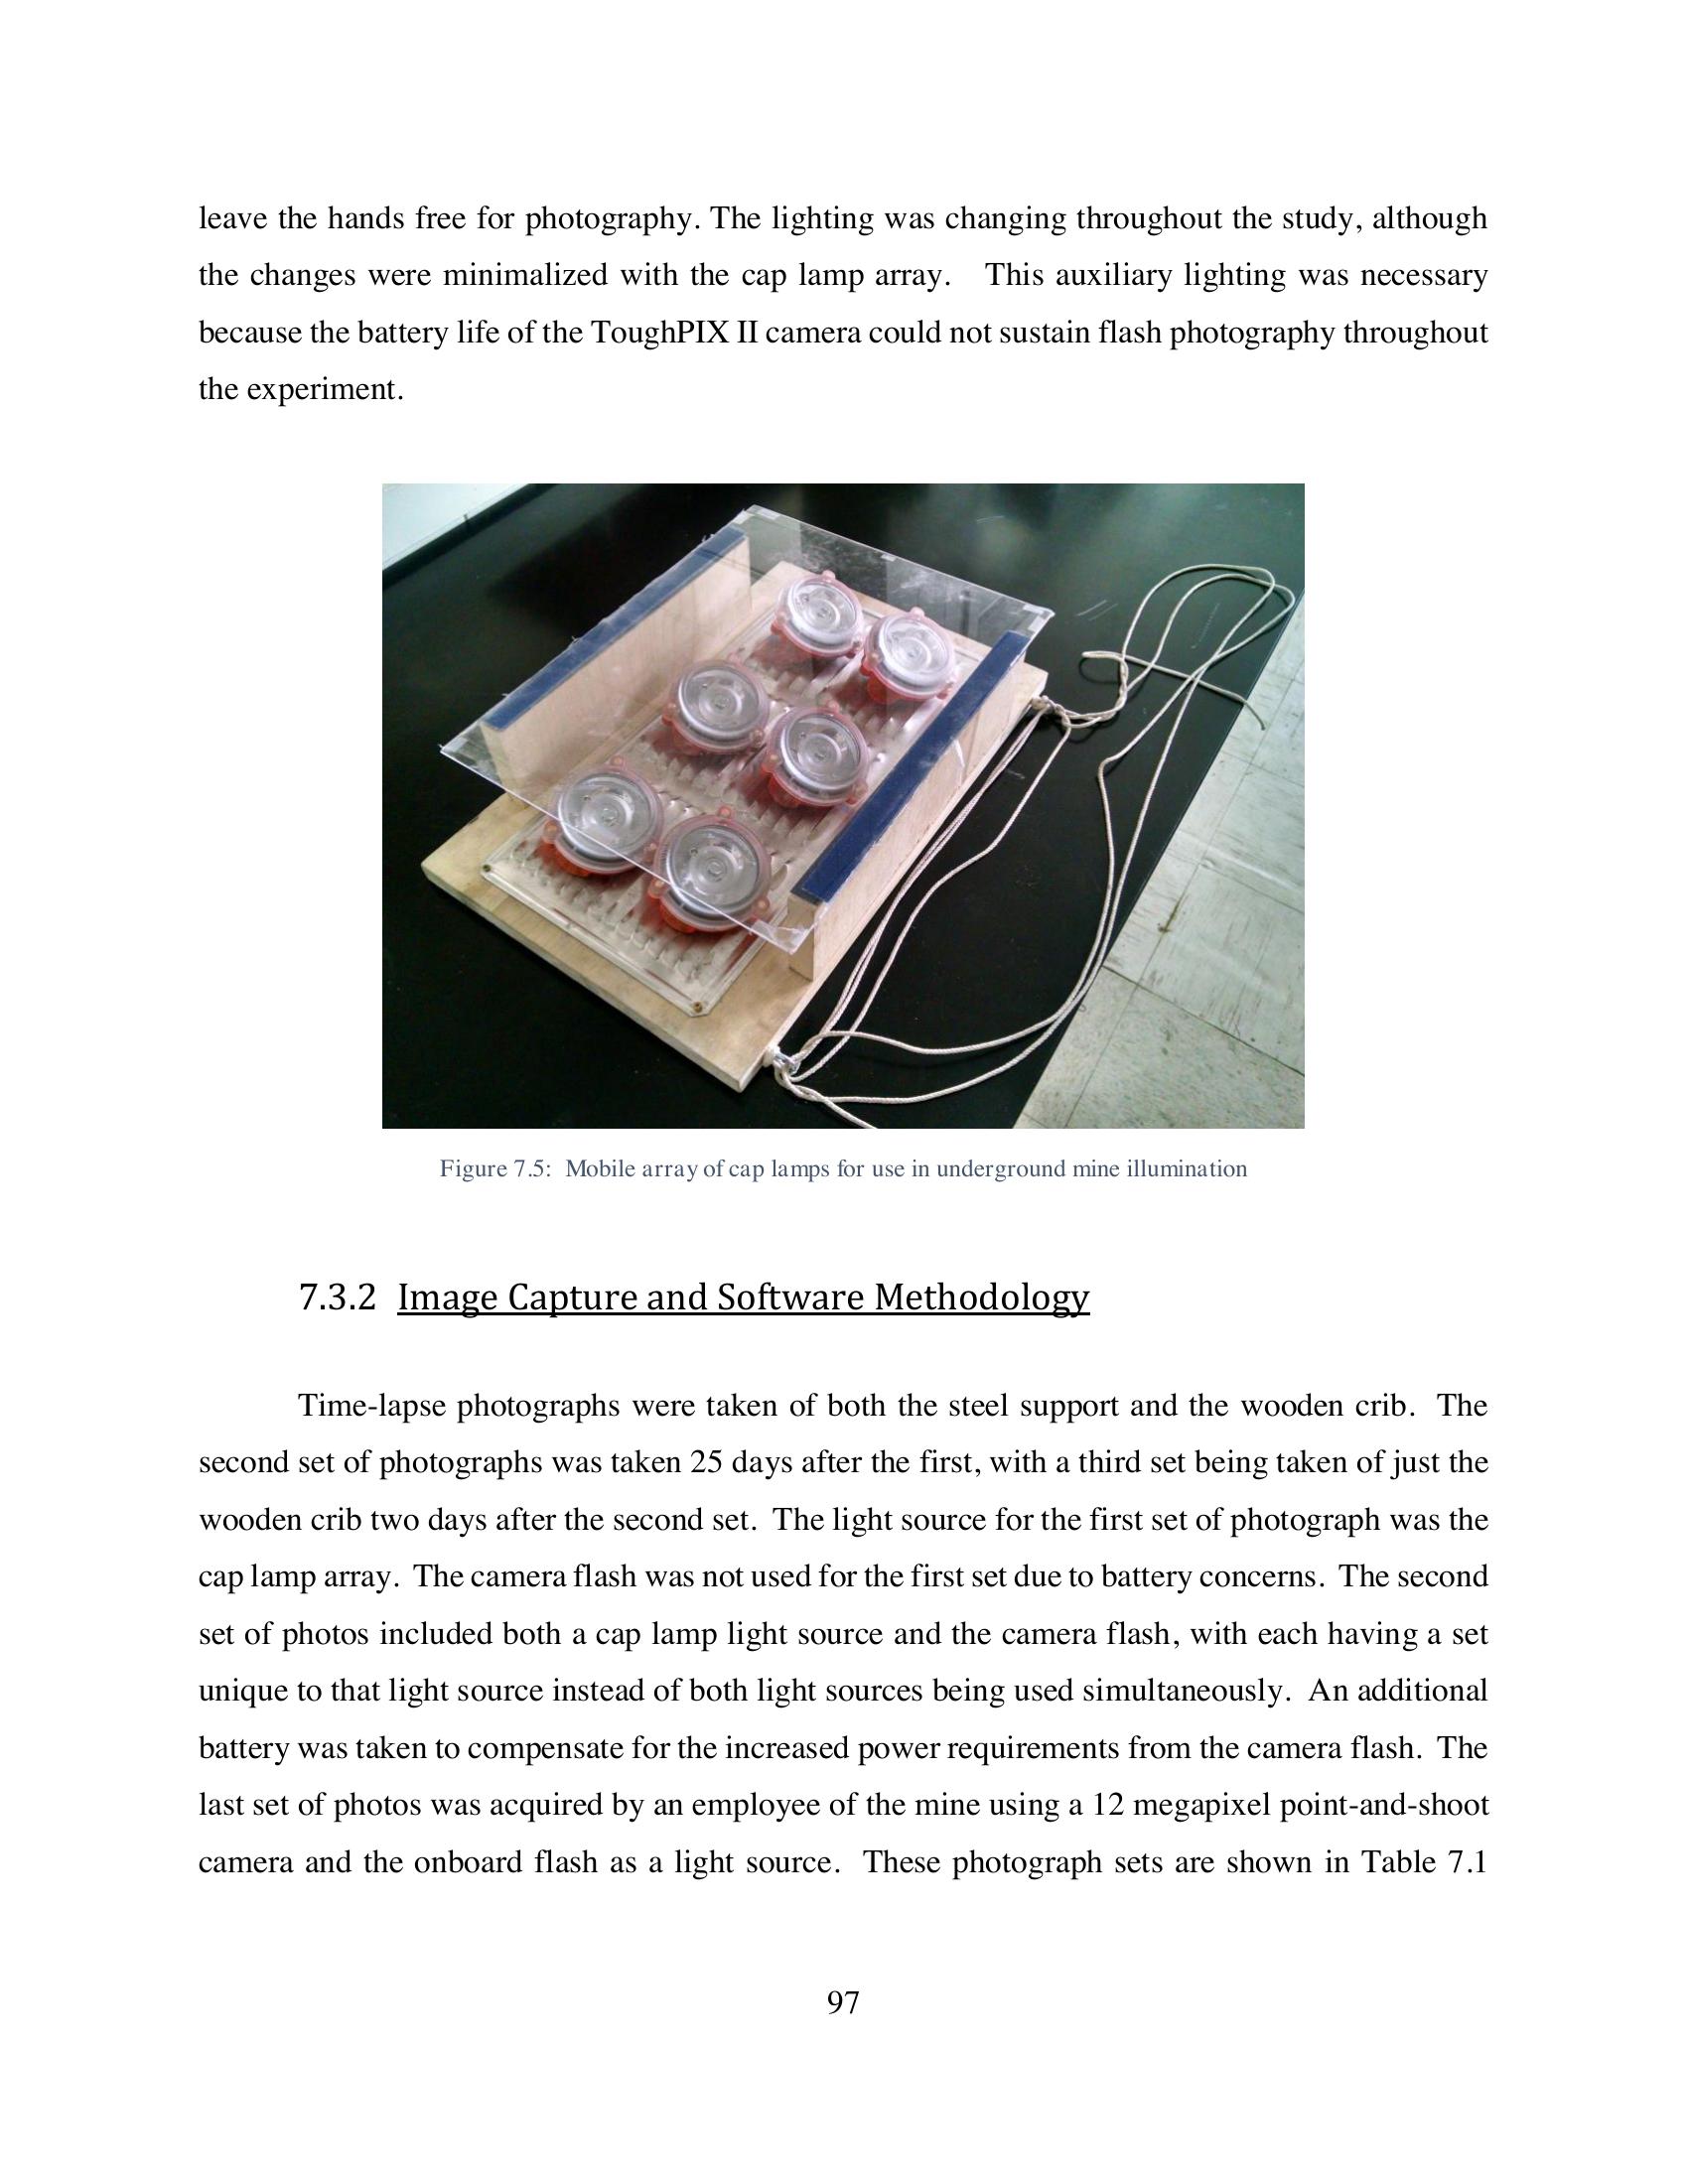 leave the hands free for photography. The lighting was changing throughout the study, although
the changes were minimalized with the cap lamp array. This auxiliary lighting was necessary
because the battery life of the ToughPIX II camera could not sustain flash photography throughout
the experiment.
Figure 7.5: Mobile array of cap lamps for use in underground mine illumination
7.3.2 Image Capture and Software Methodology
Time-lapse photographs were taken of both the steel support and the wooden crib. The
second set of photographs was taken 25 days after the first, with a third set being taken of just the
wooden crib two days after the second set. The light source for the first set of photograph was the
cap lamp array. The camera flash was not used for the first set due to battery concerns. The second
set of photos included both a cap lamp light source and the camera flash, with each having a set
unique to that light source instead of both light sources being used simultaneously. An additional
battery was taken to compensate for the increased power requirements from the camera flash. The
last set of photos was acquired by an employee of the mine using a 12 megapixel point-and-shoot
camera and the onboard flash as a light source. These photograph sets are shown in Table 7.1
97